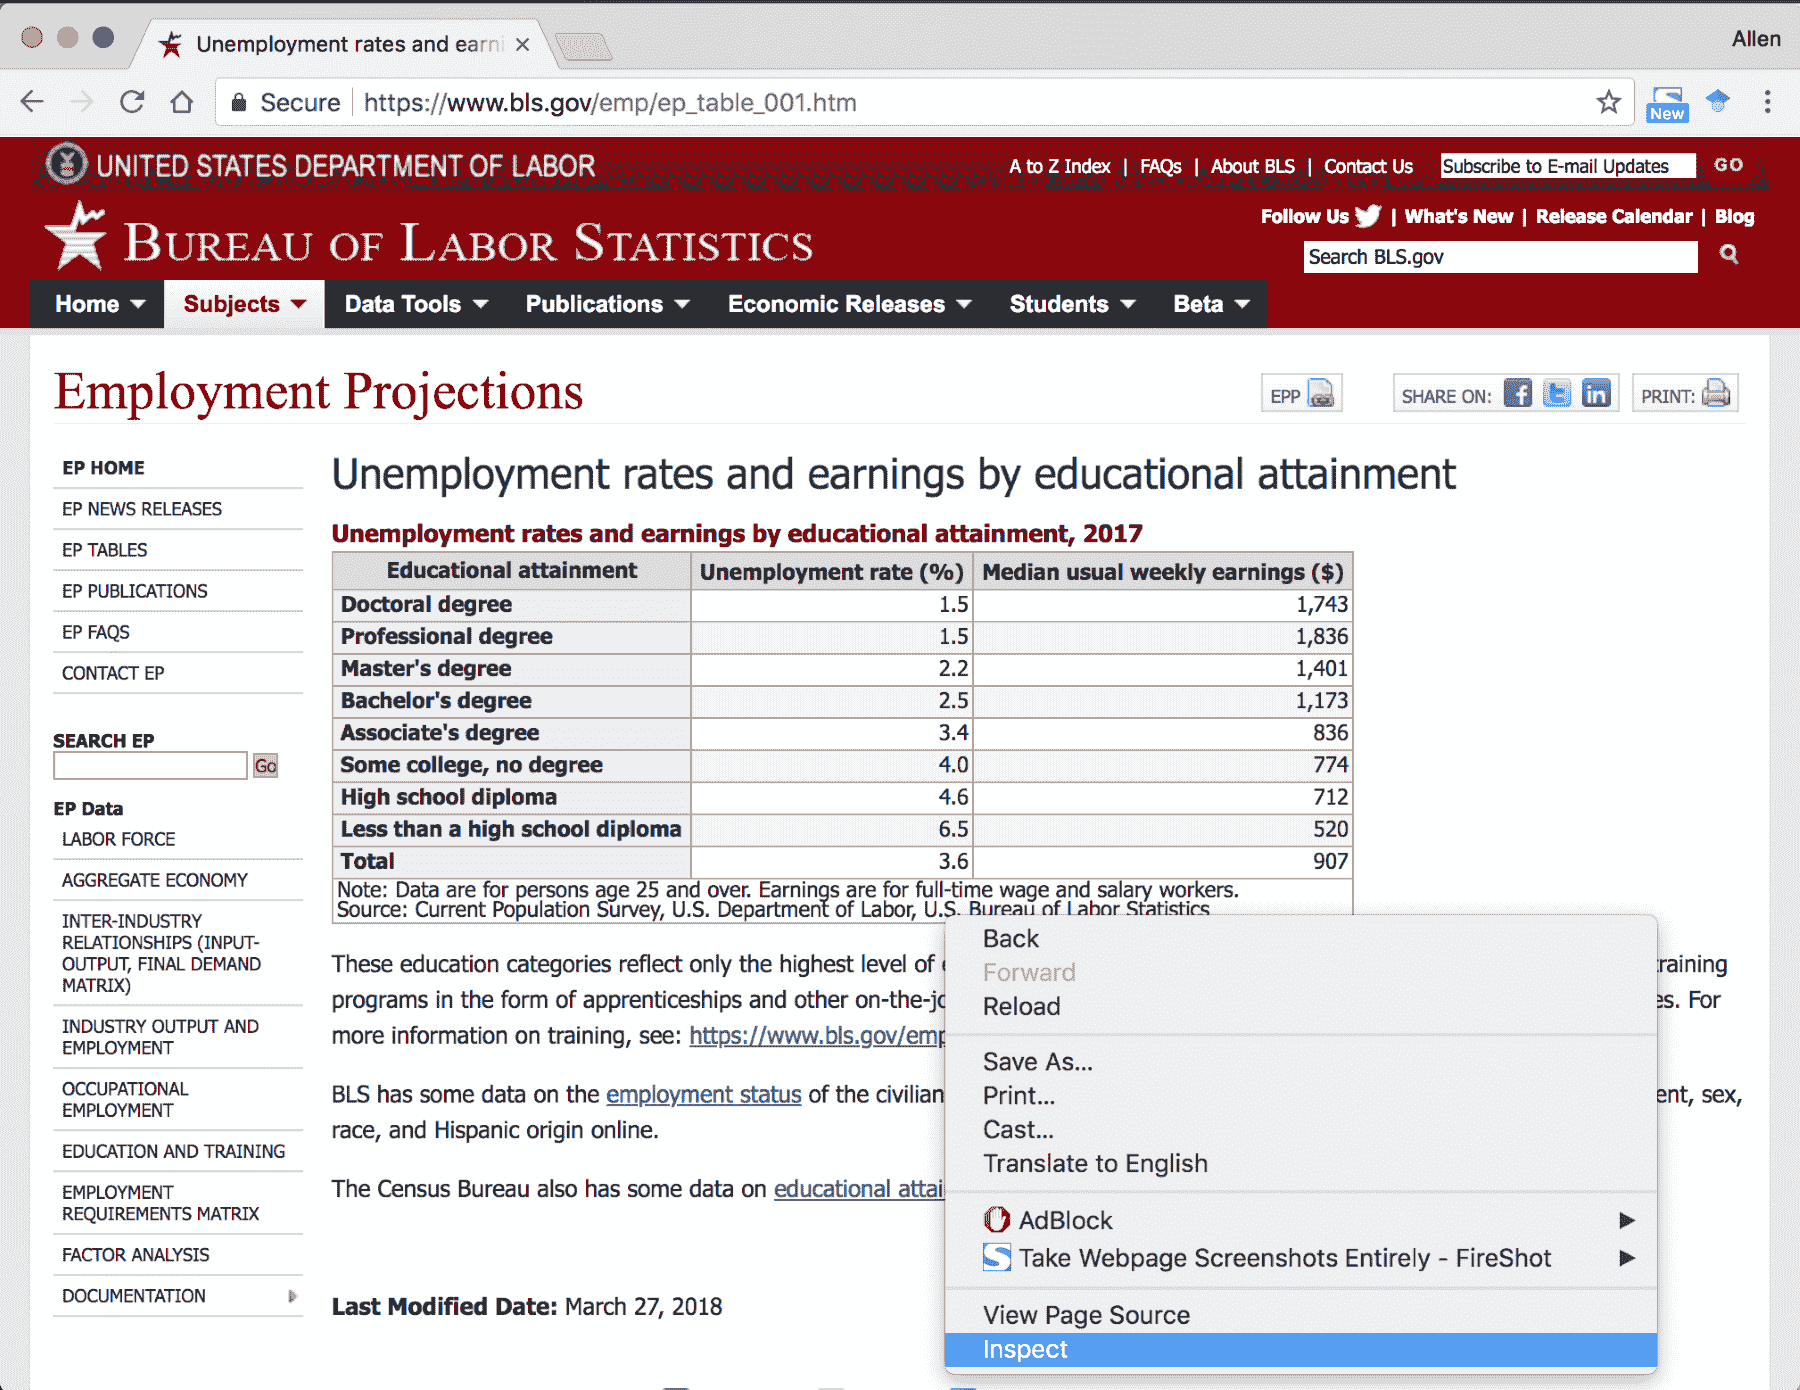 Unemployment rates and earni
Allen
Secure
https://www.bls.gov/emp/ep_table_001.htm
New
UNITED STATES DEPARTMENT OF LABOR
A to Z Index | FAQs | About BLS | Contact Us
Subscribe to E-mail Updates
GO
Follow Us | What's New | Release Calendar | Blog
BUREAU OF LABOR STATISTICS
Search BLS.gov
Home Subjects Data Tools Publications Economic Releases Students Beta
Employment Projections
EPP
SHARE ON:
PRINT:
EP HOME
EP NEWS RELEASES
EP TABLES
EP PUBLICATIONS
EP FAQS
CONTACT EP
SEARCH EP
Go
EP Data
LABOR FORCE
AGGREGATE ECONOMY
INTER-INDUSTRY
RELATIONSHIPS (INPUT-
OUTPUT, FINAL DEMAND
MATRIX)
INDUSTRY OUTPUT AND
EMPLOYMENT
OCCUPATIONAL
EMPLOYMENT
EDUCATION AND TRAINING
EMPLOYMENT
REQUIREMENTS MATRIX
FACTOR ANALYSIS
DOCUMENTATION
Unemployment rates and earnings by educational attainment
Unemployment rates and earnings by educational attainment, 2017
Educational attainment Unemployment rate (%) Median usual weekly earnings ($)
Doctoral degree 1.5 1,743
Professional degree 1.5 1,836
Master's degree 2.2 1,401
Bachelor's degree 2.5 1,173
Associate's degree 3.4 836
Some college, no degree 4.0 774
High school diploma 4.6 712
Less than a high school diploma 6.5 520
Total 3.6 907
Note: Data are for persons age 25 and over. Earnings are for full-time wage and salary workers.
Source: Current Population Survey, U.S. Department of Labor, U.S. Bureau of Labor Statistics
These education categories reflect only the highest level of training
programs in the form of apprenticeships and other on-the-jo es. For
more information on training, see: https://www.bls.gov/emp
BLS has some data on the employment status of the civilian ent, sex,
race, and Hispanic origin online.
The Census Bureau also has some data on educational attai
Last Modified Date: March 27, 2018
Back
Forward
Reload
Save As...
Print...
Cast...
Translate to English
AdBlock
Take Webpage Screenshots Entirely - FireShot
View Page Source
Inspect